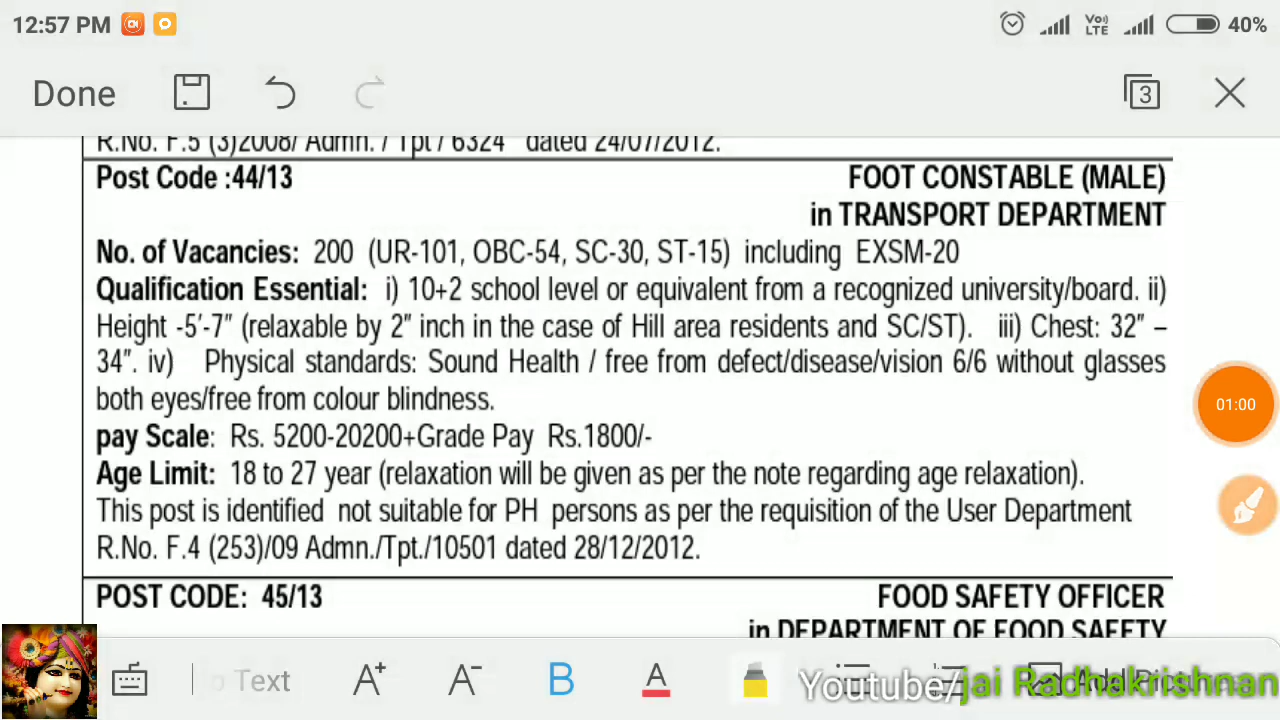 12:57 PM
Vo)) LTE
40%
Done
3
R.No. F.5 (3)2008/ Admn. / Tpt / 6324 dated 24/07/2012.
Post Code :44/13 FOOT CONSTABLE (MALE)
in TRANSPORT DEPARTMENT
No. of Vacancies: 200 (UR-101, OBC-54, SC-30, ST-15) including EXSM-20
Qualification Essential: i) 10+2 school level or equivalent from a recognized university/board. ii)
Height -5'-7" (relaxable by 2" inch in the case of Hill area residents and SC/ST). iii) Chest: 32" –
34". iv) Physical standards: Sound Health / free from defect/disease/vision 6/6 without glasses
both eyes/free from colour blindness.
pay Scale: Rs. 5200-20200+Grade Pay Rs.1800/-
Age Limit: 18 to 27 year (relaxation will be given as per the note regarding age relaxation).
This post is identified not suitable for PH persons as per the requisition of the User Department
R.No. F.4 (253)/09 Admn./Tpt./10501 dated 28/12/2012.
01:00
POST CODE: 45/13 FOOD SAFETY OFFICER
in DEPARTMENT OF FOOD SAFETY
Text A+ A- B A
Youtube/jai Radhakrishnan